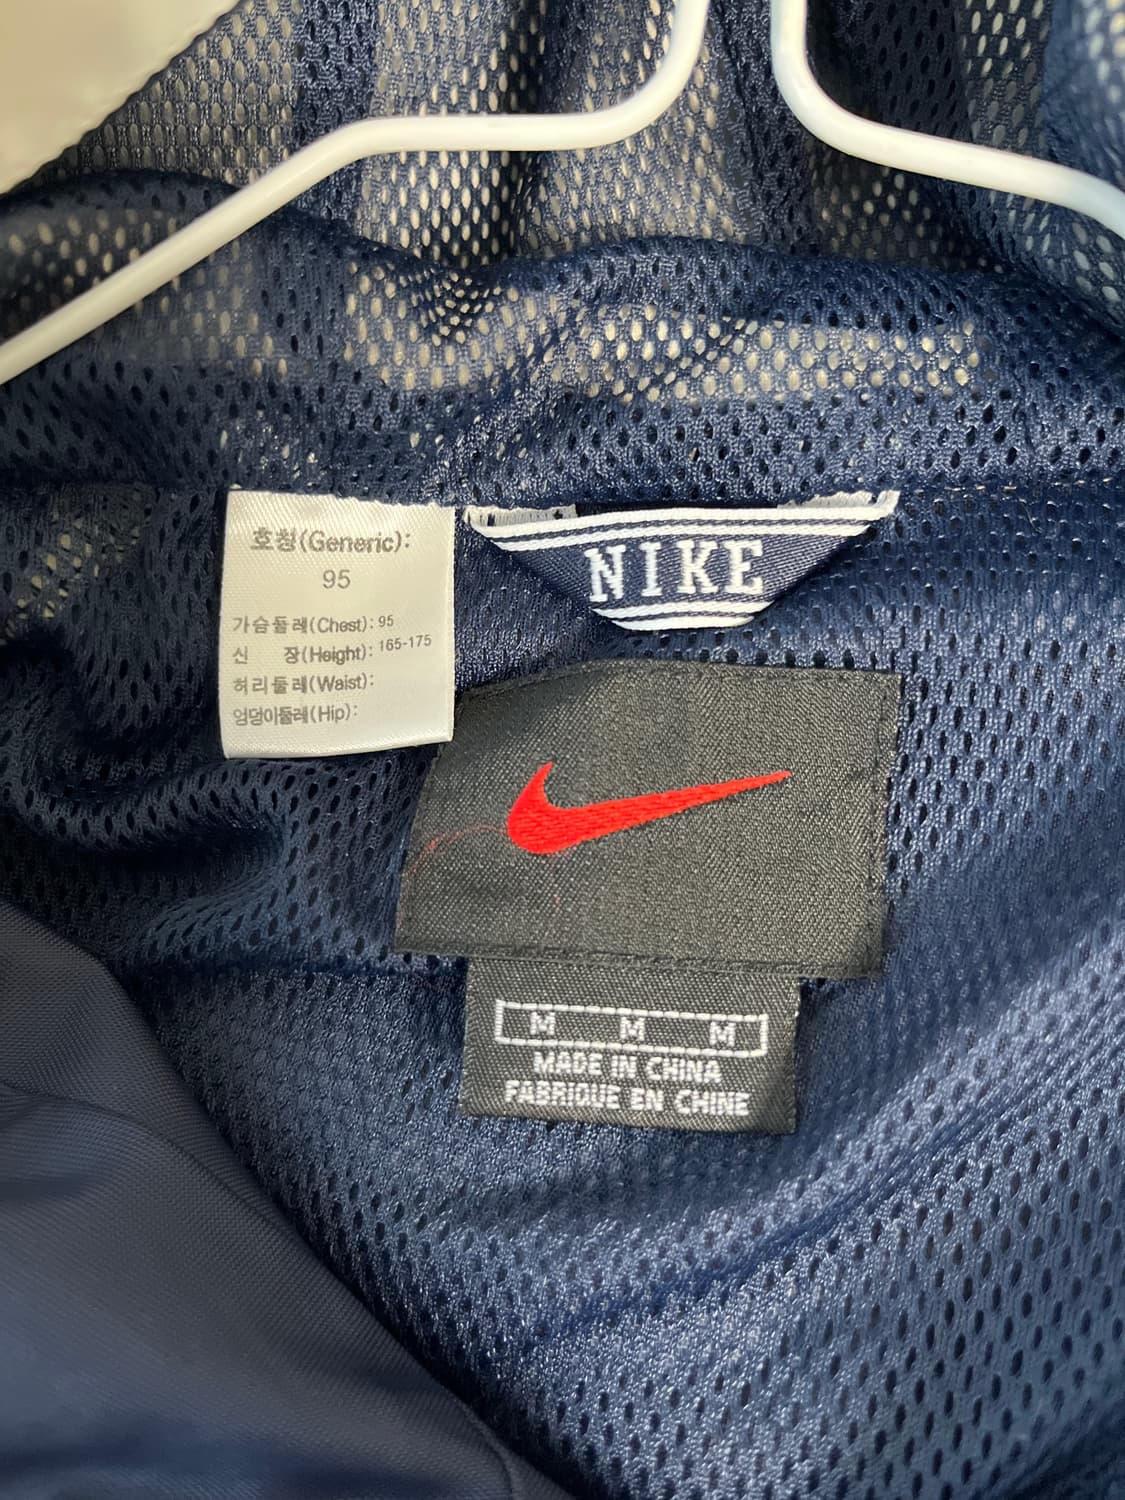 호칭(Generic):
95
가슴둘레(Chest): 95
신 장(Height): 165-175
허리둘레(Waist):
엉덩이둘레(Hip):
NIKE
M M M
MADE IN CHINA
FABRIQUE EN CHINE